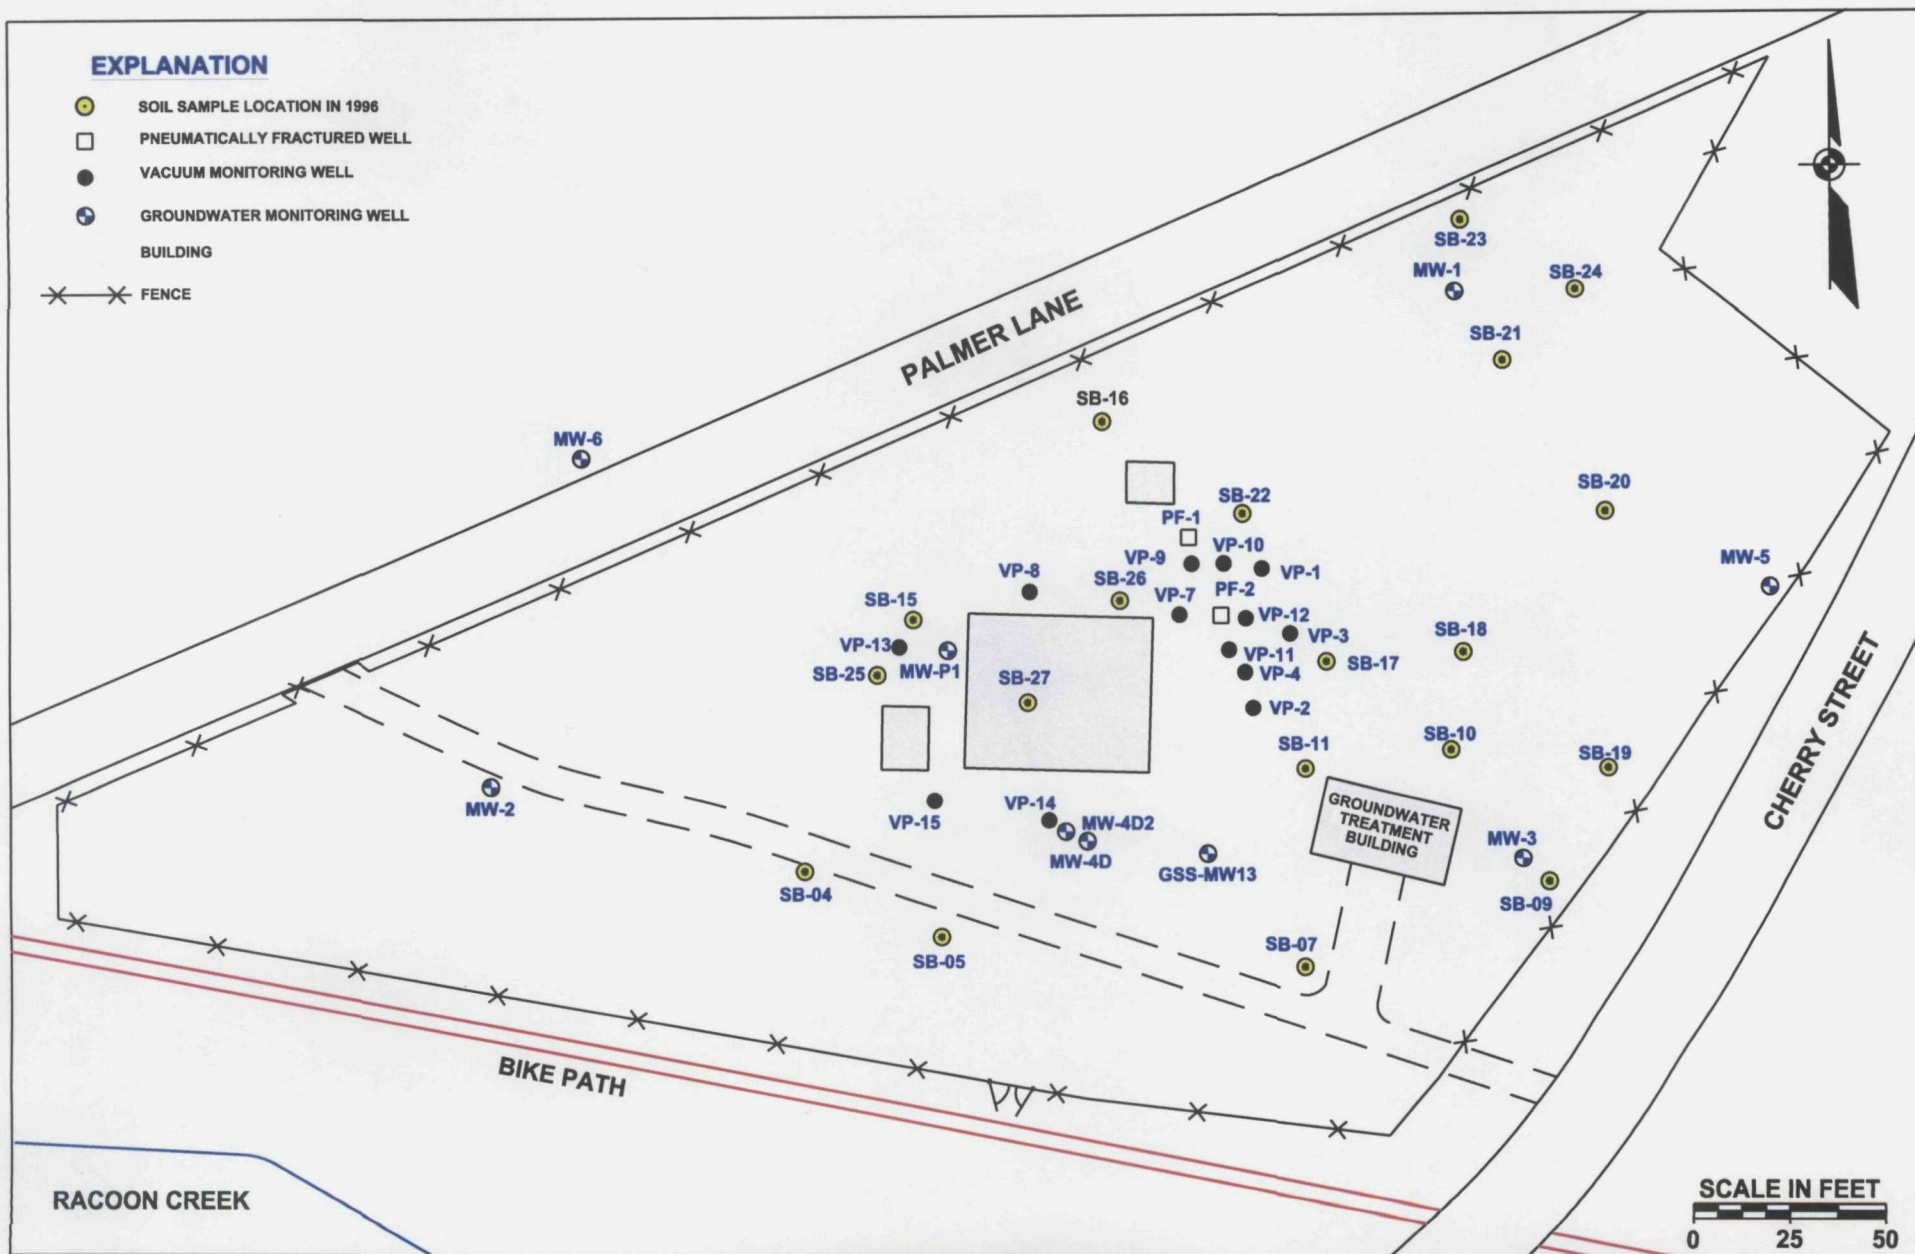 EXPLANATION
SOIL SAMPLE LOCATION IN 1996
PNEUMATICALLY FRACTURED WELL
VACUUM MONITORING WELL
GROUNDWATER MONITORING WELL
BUILDING
FENCE
PALMER LANE
SB-23
MW-1
SB-24
SB-21
SB-16
MW-6
SB-22
SB-20
PF-1
VP-9
VP-10
VP-1
MW-5
VP-8
SB-26
VP-7
PF-2
SB-15
VP-12
VP-13
VP-3
SB-18
MW-P1
VP-11
SB-17
SB-25
SB-27
VP-4
VP-2
SB-11
SB-10
SB-19
CHERRY STREET
MW-2
VP-15
VP-14
MW-4D2
MW-4D
GSS-MW13
GROUNDWATER
TREATMENT
BUILDING
MW-3
SB-04
SB-09
SB-05
SB-07
BIKE PATH
RACOON CREEK
SCALE IN FEET
0 25 50